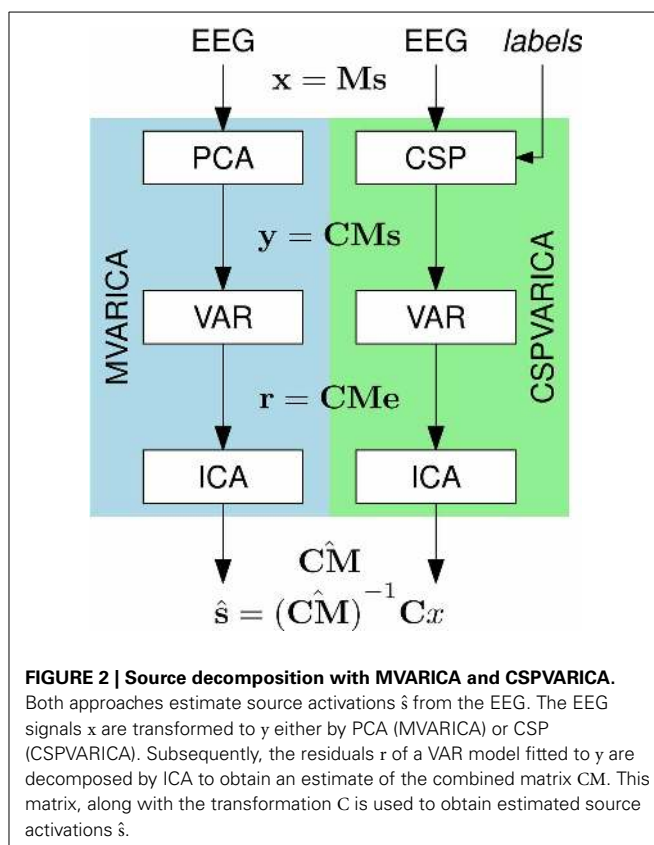 EEG EEG labels
x = Ms
PCA CSP
y = CMs
MVARICA
VAR VAR
CSPVARICA
r = CMe
ICA ICA
CM̂
ŝ = (CM̂)⁻¹ Cx
FIGURE 2 | Source decomposition with MVARICA and CSPVARICA.
Both approaches estimate source activations ŝ from the EEG. The EEG
signals x are transformed to y either by PCA (MVARICA) or CSP
(CSPVARICA). Subsequently, the residuals r of a VAR model fitted to y are
decomposed by ICA to obtain an estimate of the combined matrix CM. This
matrix, along with the transformation C is used to obtain estimated source
activations ŝ.